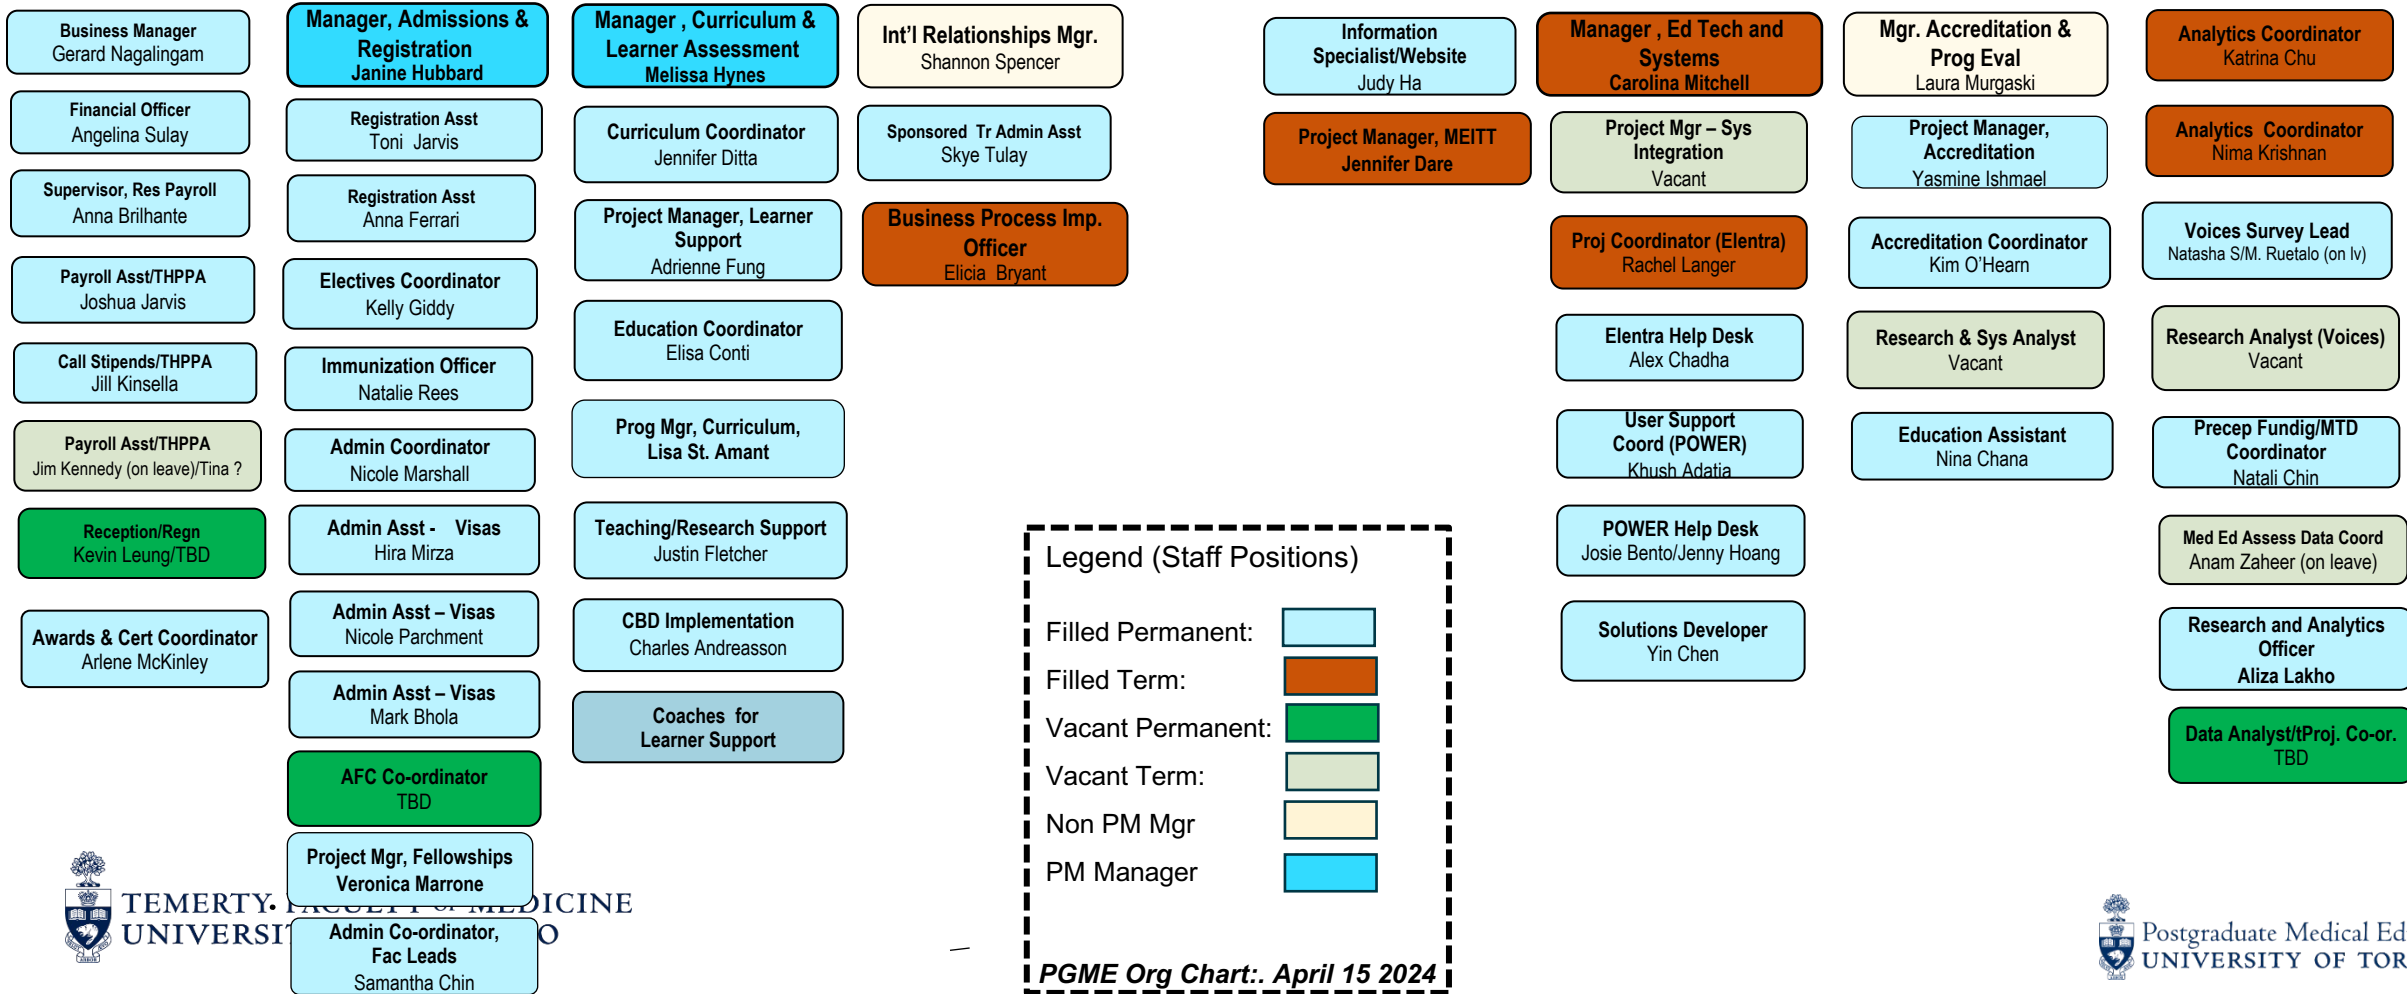 Business Manager
Gerard Nagalingam
Financial Officer
Angelina Sulay
Supervisor, Res Payroll
Anna Brilhante
Payroll Asst/THPPA
Joshua Jarvis
Call Stipends/THPPA
Jill Kinsella
Payroll Asst/THPPA
Jim Kennedy (on leave)/Tina ?
Reception/Regn
Kevin Leung/TBD
Awards & Cert Coordinator
Arlene McKinley
Manager, Admissions &
Registration
Janine Hubbard
Registration Asst
Toni Jarvis
Registration Asst
Anna Ferrari
Electives Coordinator
Kelly Giddy
Immunization Officer
Natalie Rees
Admin Coordinator
Nicole Marshall
Admin Asst - Visas
Hira Mirza
Admin Asst – Visas
Nicole Parchment
Admin Asst – Visas
Mark Bhola
AFC Co-ordinator
TBD
Project Mgr, Fellowships
Veronica Marrone
Admin Co-ordinator,
Fac Leads
Samantha Chin
Manager , Curriculum &
Learner Assessment
Melissa Hynes
Curriculum Coordinator
Jennifer Ditta
Project Manager, Learner
Support
Adrienne Fung
Education Coordinator
Elisa Conti
Prog Mgr, Curriculum,
Lisa St. Amant
Teaching/Research Support
Justin Fletcher
CBD Implementation
Charles Andreasson
Coaches for
Learner Support
Int'l Relationships Mgr.
Shannon Spencer
Sponsored Tr Admin Asst
Skye Tulay
Business Process Imp.
Officer
Elicia Bryant
Information
Specialist/Website
Judy Ha
Project Manager, MEITT
Jennifer Dare
Manager , Ed Tech and
Systems
Carolina Mitchell
Project Mgr – Sys
Integration
Vacant
Proj Coordinator (Elentra)
Rachel Langer
Elentra Help Desk
Alex Chadha
User Support
Coord (POWER)
Khush Adatia
POWER Help Desk
Josie Bento/Jenny Hoang
Solutions Developer
Yin Chen
Mgr. Accreditation &
Prog Eval
Laura Murgaski
Project Manager,
Accreditation
Yasmine Ishmael
Accreditation Coordinator
Kim O'Hearn
Research & Sys Analyst
Vacant
Education Assistant
Nina Chana
Analytics Coordinator
Katrina Chu
Analytics Coordinator
Nima Krishnan
Voices Survey Lead
Natasha S/M. Ruetalo (on lv)
Research Analyst (Voices)
Vacant
Precep Fundig/MTD
Coordinator
Natali Chin
Med Ed Assess Data Coord
Anam Zaheer (on leave)
Research and Analytics
Officer
Aliza Lakho
Data Analyst/tProj. Co-or.
TBD
Legend (Staff Positions)
Filled Permanent:
Filled Term:
Vacant Permanent:
Vacant Term:
Non PM Mgr
PM Manager
PGME Org Chart:. April 15 2024
TEMERTY MEDICINE
Postgraduate Medical Ed
UNIVERSITY OF TOR